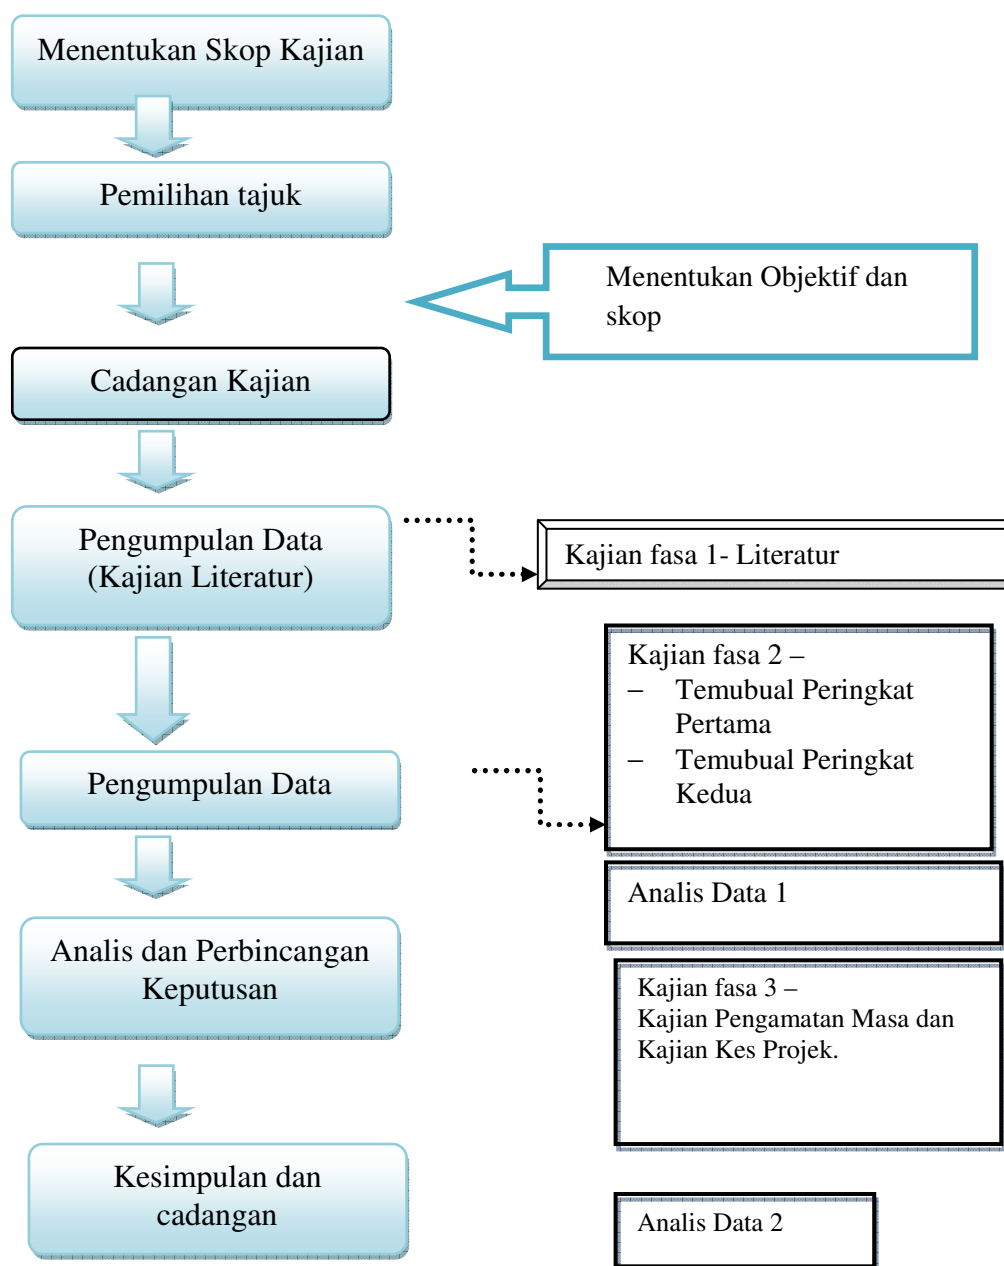 Menentukan Skop Kajian
Pemilihan tajuk
Menentukan Objektif dan
skop
Cadangan Kajian
Pengumpulan Data
(Kajian Literatur)
Kajian fasa 1- Literatur
Kajian fasa 2 –
– Temubual Peringkat
Pertama
– Temubual Peringkat
Kedua
Pengumpulan Data
Analis Data 1
Analis dan Perbincangan
Keputusan
Kajian fasa 3 –
Kajian Pengamatan Masa dan
Kajian Kes Projek.
Kesimpulan dan
cadangan
Analis Data 2